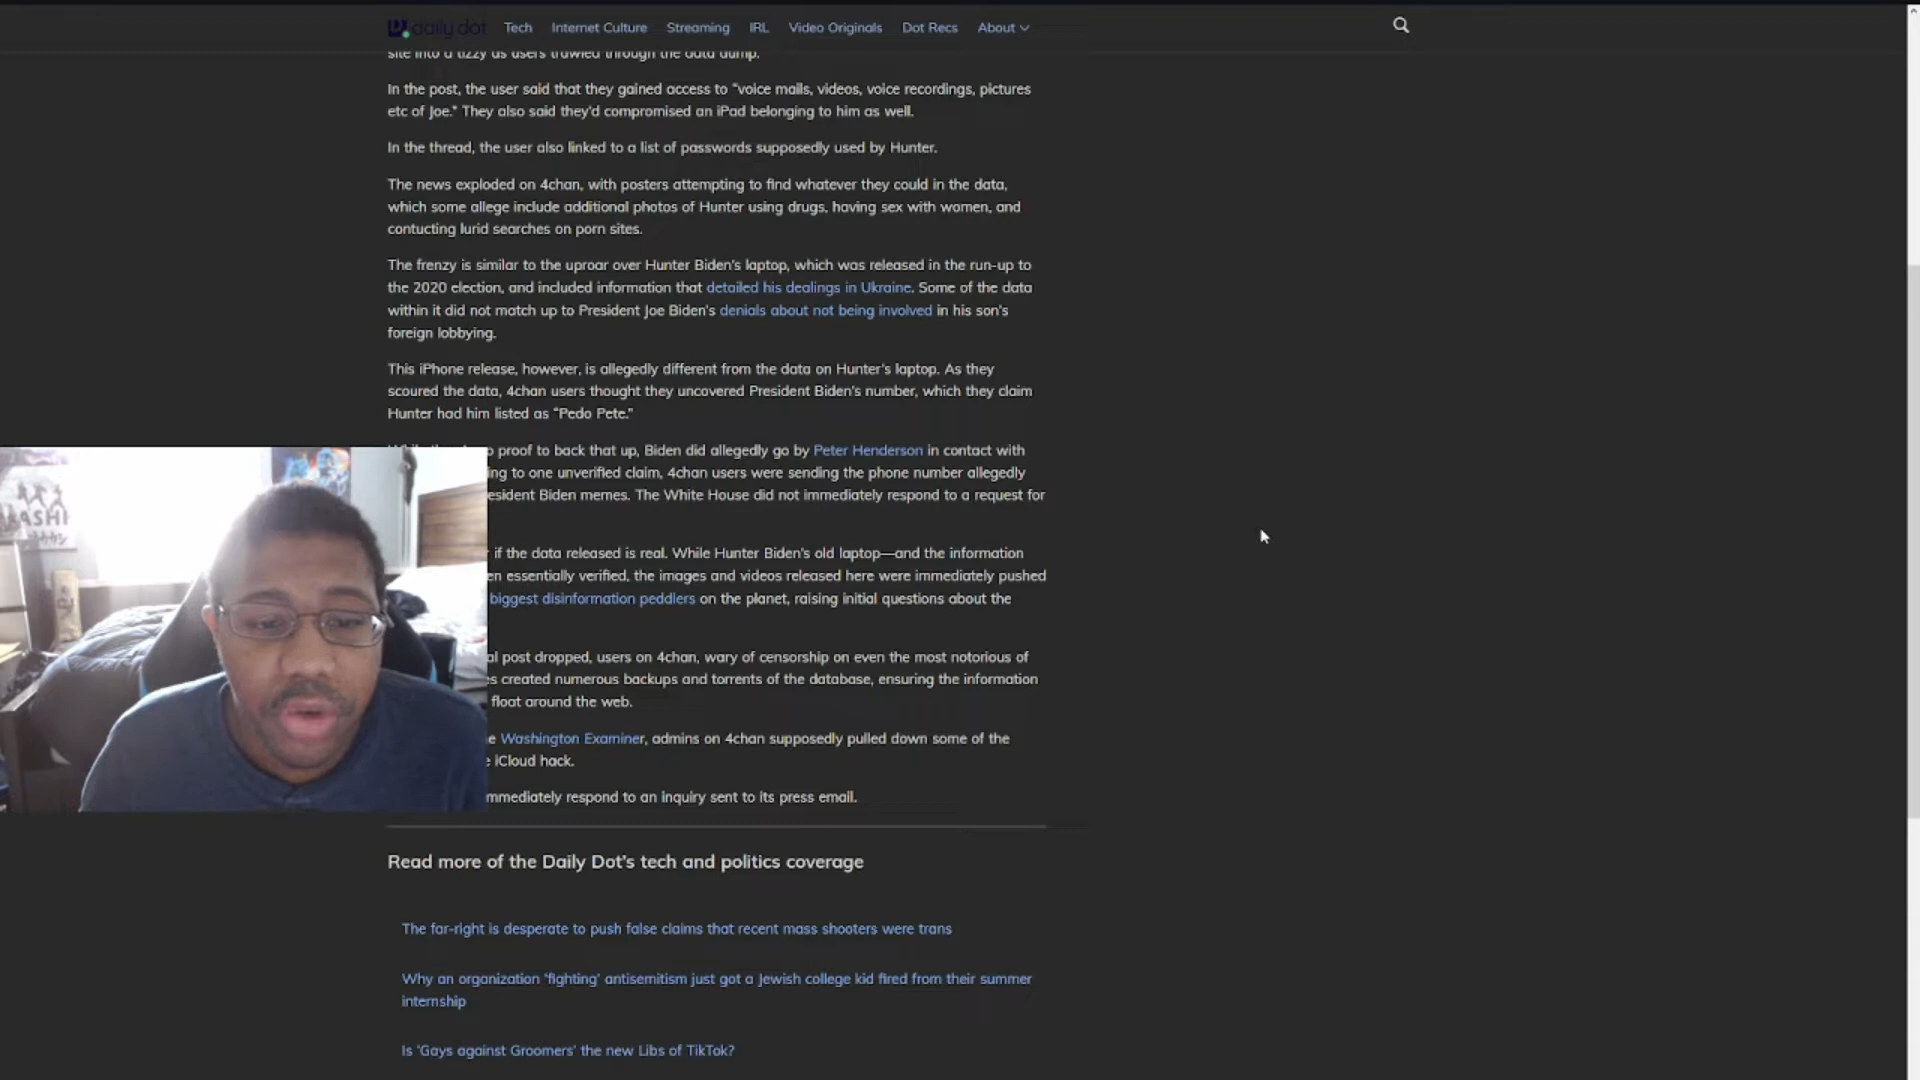 daily dot Tech Internet Culture Streaming IRL Video Originals Dot Recs About
site into a tizzy as users trawled through the data dump.
In the post, the user said that they gained access to “voice mails, videos, voice recordings, pictures
etc of Joe.” They also said they’d compromised an iPad belonging to him as well.
In the thread, the user also linked to a list of passwords supposedly used by Hunter.
The news exploded on 4chan, with posters attempting to find whatever they could in the data,
which some allege include additional photos of Hunter using drugs, having sex with women, and
contucting lurid searches on porn sites.
The frenzy is similar to the uproar over Hunter Biden’s laptop, which was released in the run-up to
the 2020 election, and included information that detailed his dealings in Ukraine. Some of the data
within it did not match up to President Joe Biden’s denials about not being involved in his son’s
foreign lobbying.
This iPhone release, however, is allegedly different from the data on Hunter’s laptop. As they
scoured the data, 4chan users thought they uncovered President Biden’s number, which they claim
Hunter had him listed as “Pedo Pete.”
proof to back that up, Biden did allegedly go by Peter Henderson in contact with
ng to one unverified claim, 4chan users were sending the phone number allegedly
esident Biden memes. The White House did not immediately respond to a request for
if the data released is real. While Hunter Biden’s old laptop—and the information
en essentially verified, the images and videos released here were immediately pushed
biggest disinformation peddlers on the planet, raising initial questions about the
al post dropped, users on 4chan, wary of censorship on even the most notorious of
es created numerous backups and torrents of the database, ensuring the information
float around the web.
e Washington Examiner, admins on 4chan supposedly pulled down some of the
e iCloud hack.
mmediately respond to an inquiry sent to its press email.
Read more of the Daily Dot’s tech and politics coverage
The far-right is desperate to push false claims that recent mass shooters were trans
Why an organization ‘fighting’ antisemitism just got a Jewish college kid fired from their summer
internship
Is ‘Gays against Groomers’ the new Libs of TikTok?